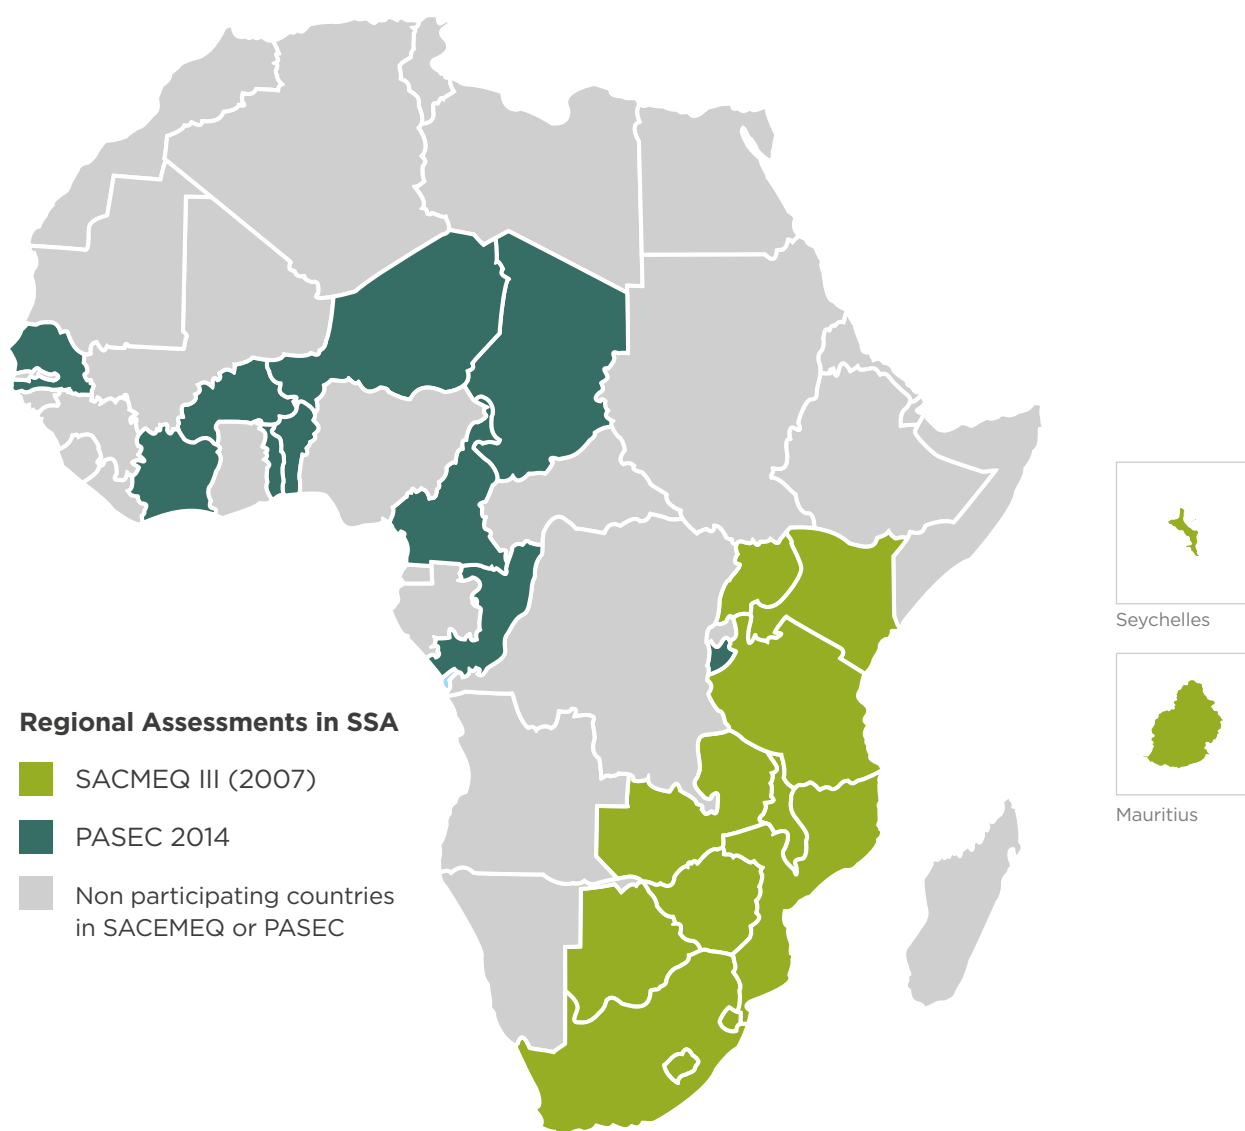 Regional Assessments in SSA
SACMEQ III (2007)
PASEC 2014
Non participating countries
in SACEMEQ or PASEC
Seychelles
Mauritius